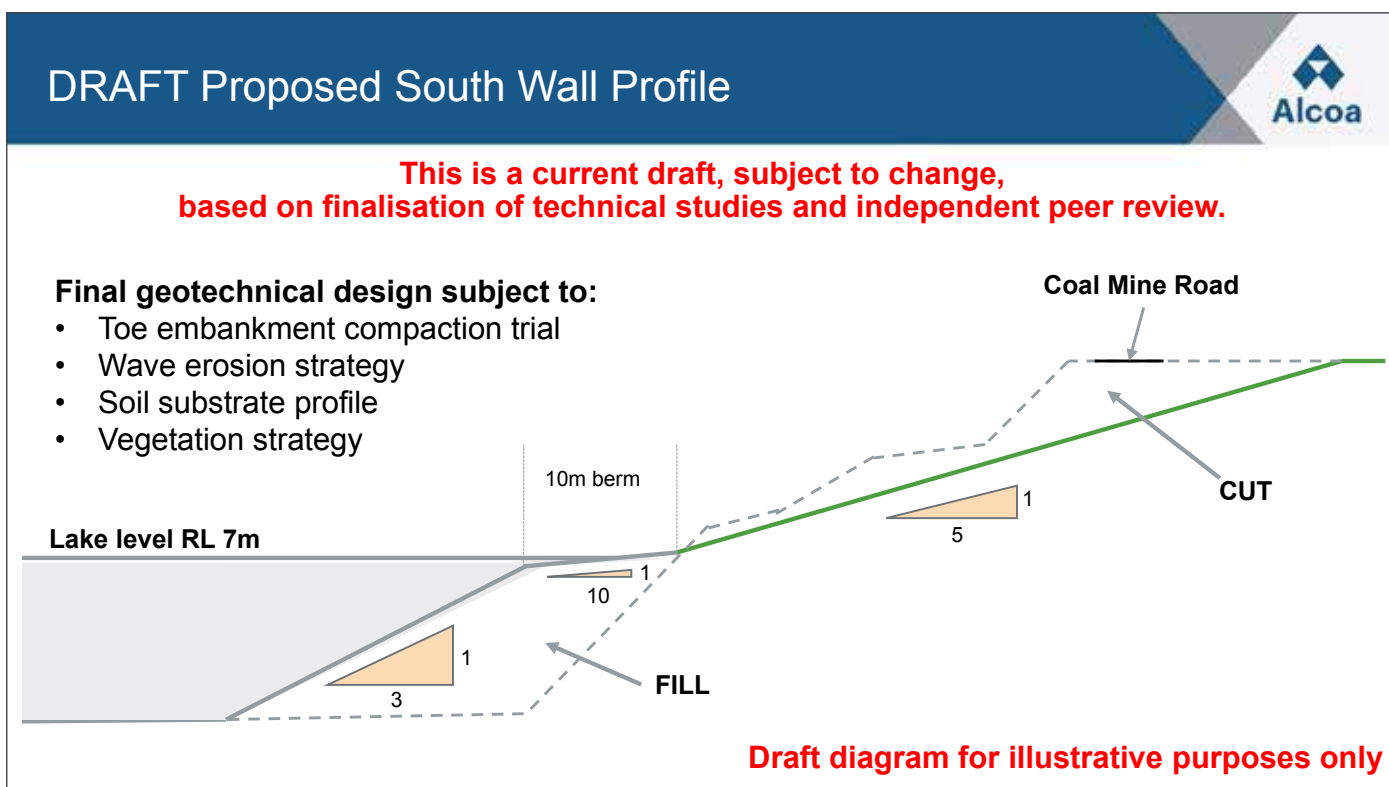 DRAFT Proposed South Wall Profile
Alcoa
This is a current draft, subject to change,
based on finalisation of technical studies and independent peer review.
Final geotechnical design subject to:
• Toe embankment compaction trial
• Wave erosion strategy
• Soil substrate profile
• Vegetation strategy
Coal Mine Road
10m berm
CUT
1
5
Lake level RL 7m
1
10
1
3
FILL
Draft diagram for illustrative purposes only